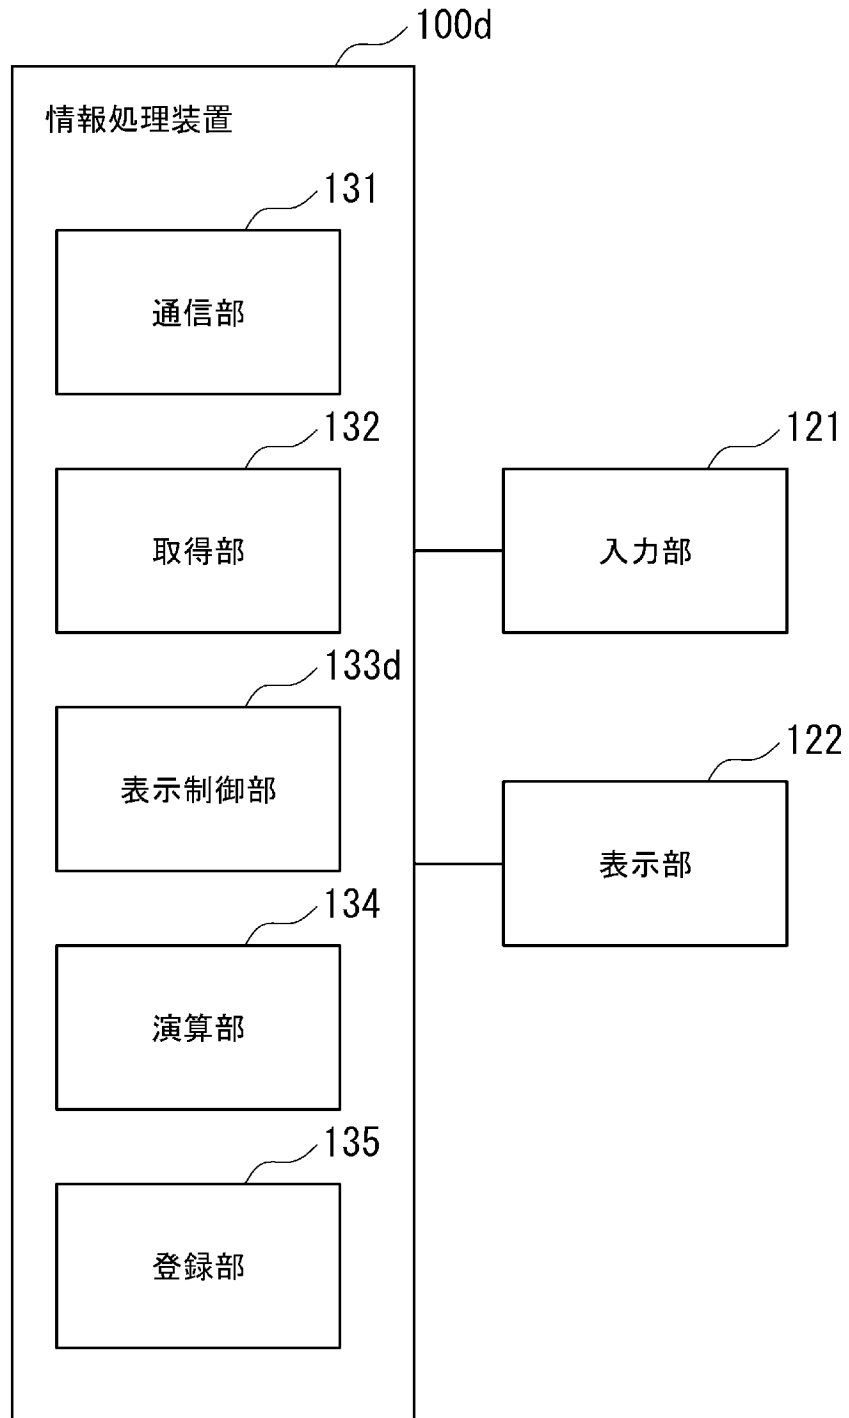 100d
情報処理装置
131
通信部
132
取得部
121
入力部
133d
表示制御部
122
表示部
134
演算部
135
登録部